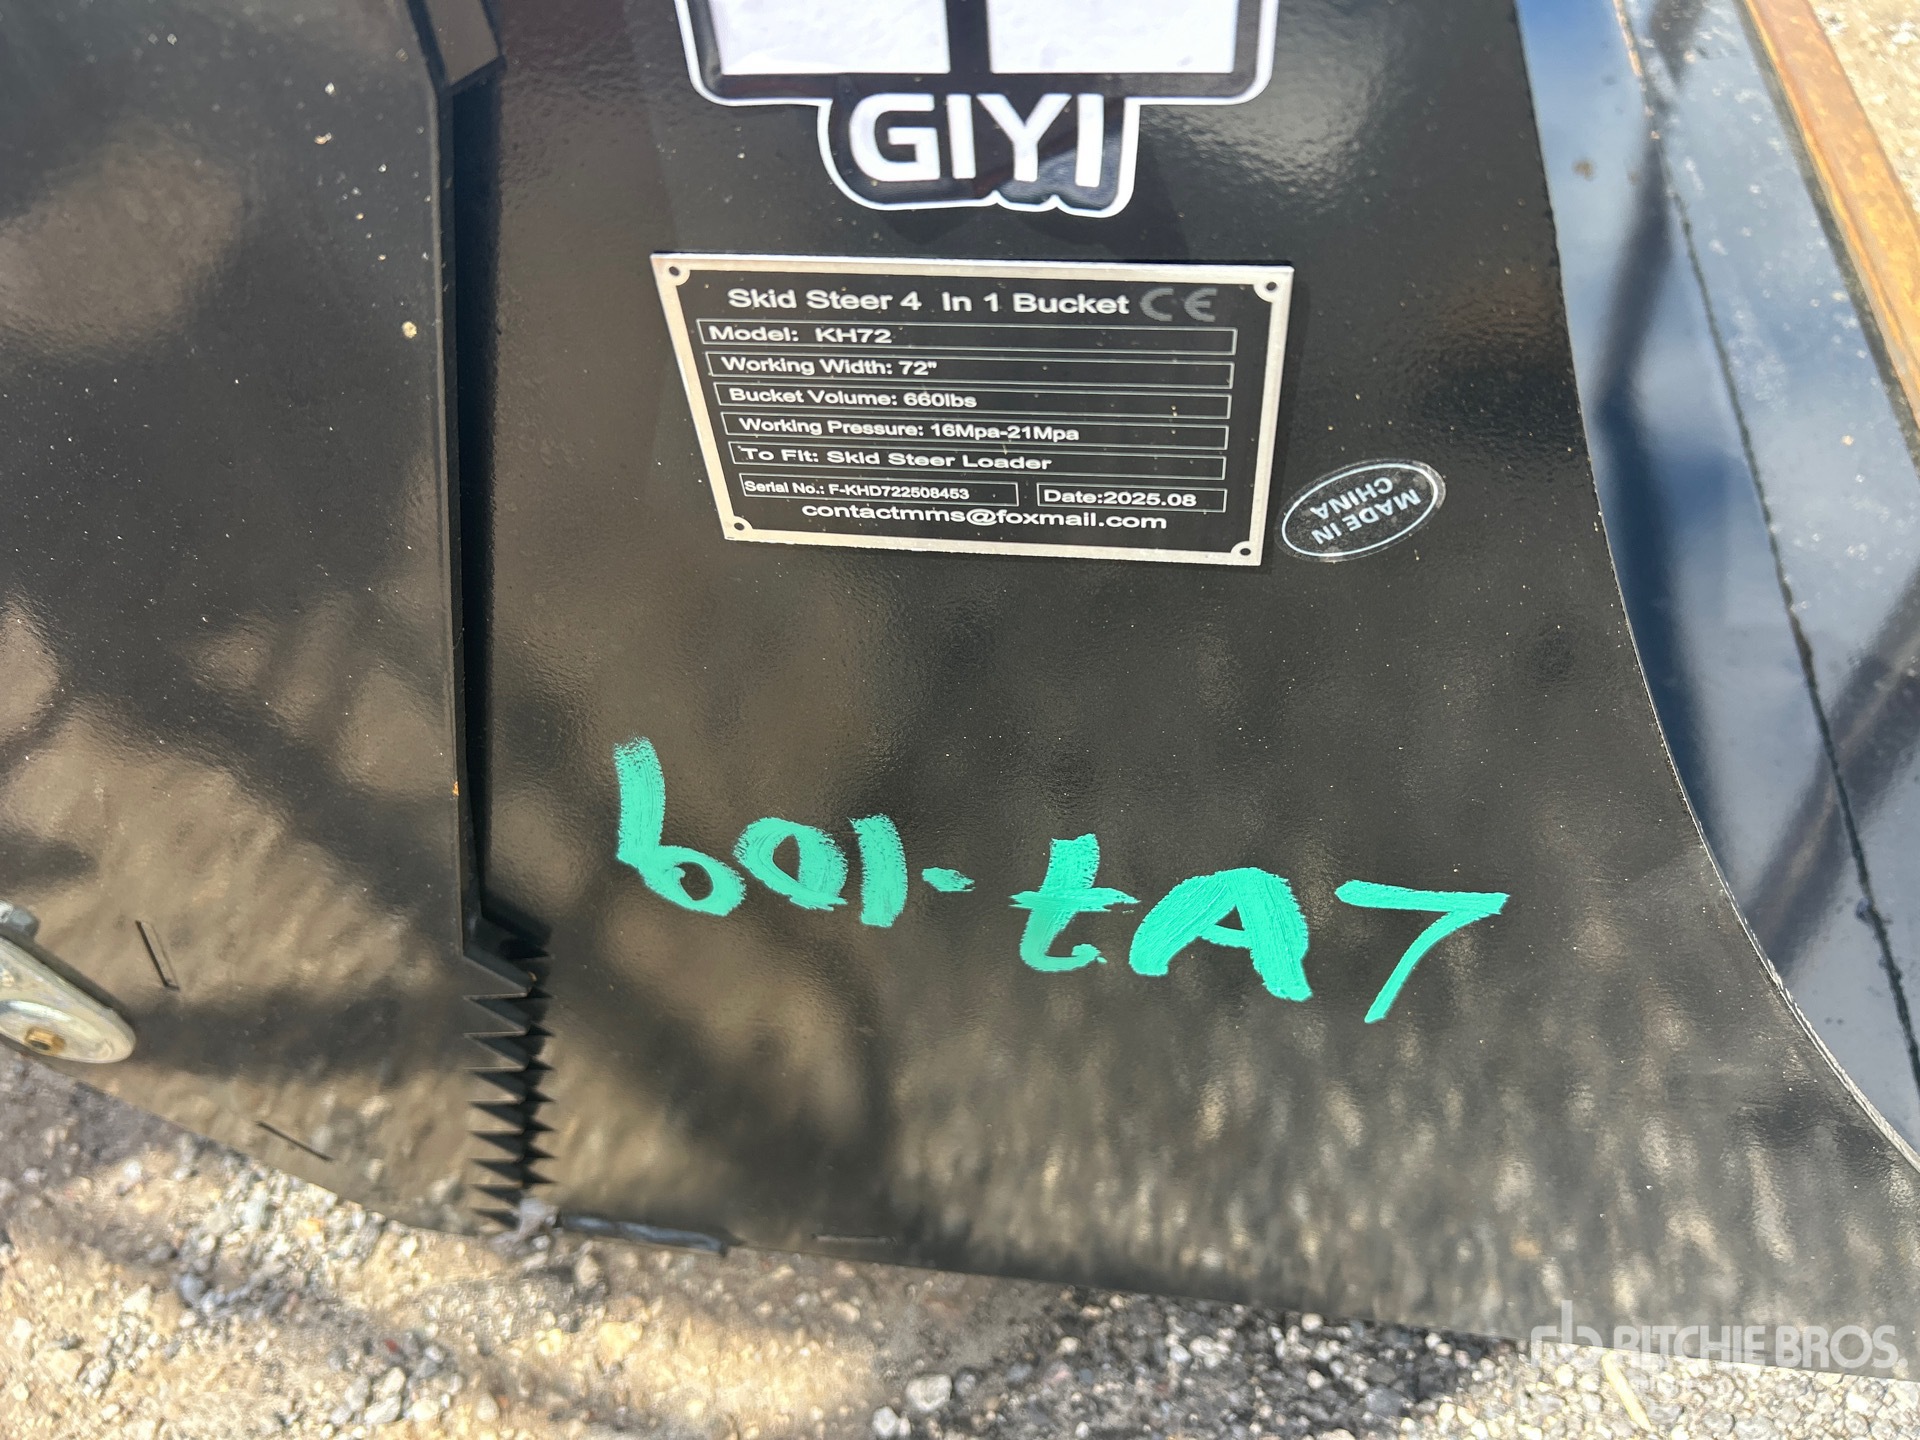 GIYI
Skid Steer 4 In 1 Bucket CE
Model: KH72
Working Width: 72"
Bucket Volume: 660lbs
Working Pressure: 16Mpa-21Mpa
To Fit: Skid Steer Loader
Serial No.: F-KHD722508453 Date:2025.08
contactmms@foxmail.com
MADE IN
CHINA
601-tA7
rb RITCHIE BROS.